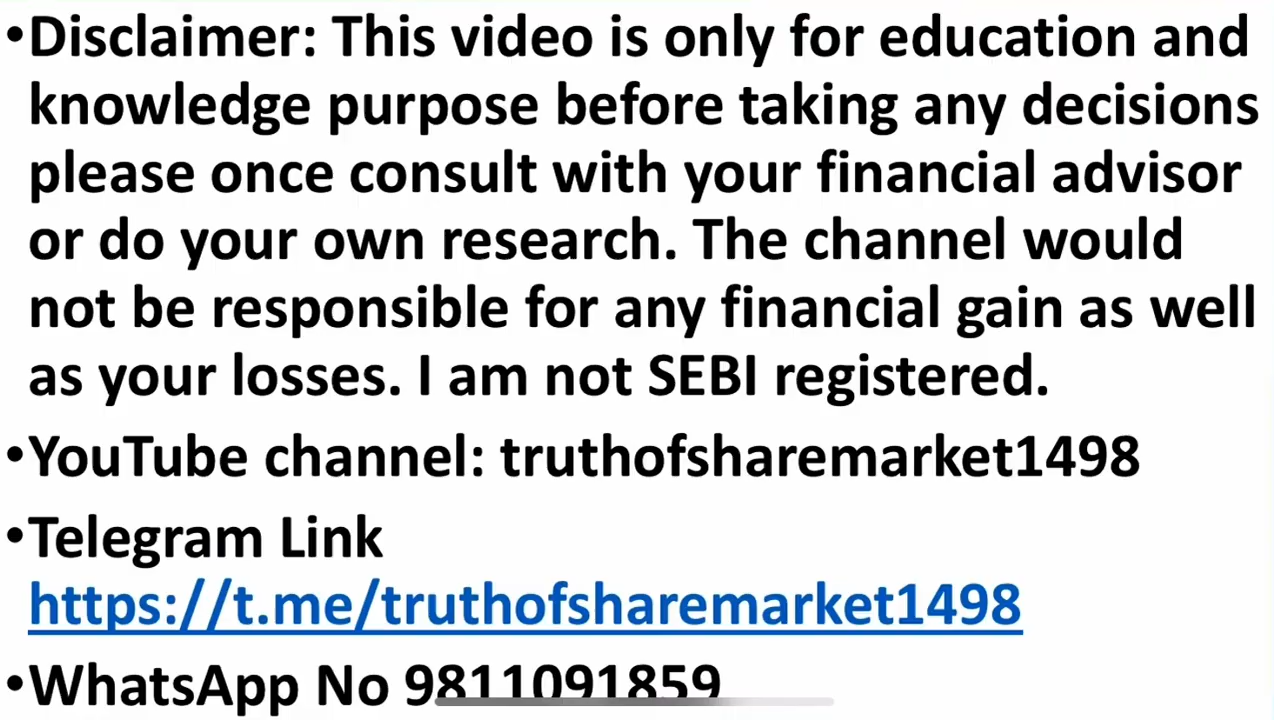 •Disclaimer: This video is only for education and
knowledge purpose before taking any decisions
please once consult with your financial advisor
or do your own research. The channel would
not be responsible for any financial gain as well
as your losses. I am not SEBI registered.
•YouTube channel: truthofsharemarket1498
•Telegram Link
https://t.me/truthofsharemarket1498
•WhatsApp No 9811091859